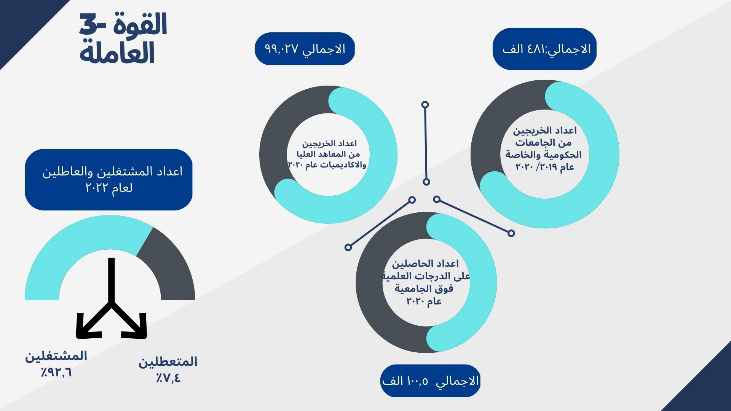 3- القوة
العاملة
الاجمالي:٤٨١ الف
اعداد الخريجين
من الجامعات
الحكومية والخاصة
عام ٢٠١٩/ ٢٠٢٠
الاجمالي ٩٩,٠٢٧
اعداد الخريجين
من المعاهد العليا
والاكاديميات عام ٢٠٢٠
اعداد الحاصلين
على الدرجات العلمية
فوق الجامعية
عام ٢٠٢٠
الاجمالي ١٠٠,٥ الف
اعداد المشتغلين والعاطلين
لعام ٢٠٢٢
المشتغلين
٩٢,٦٪
المتعطلين
٧,٤٪